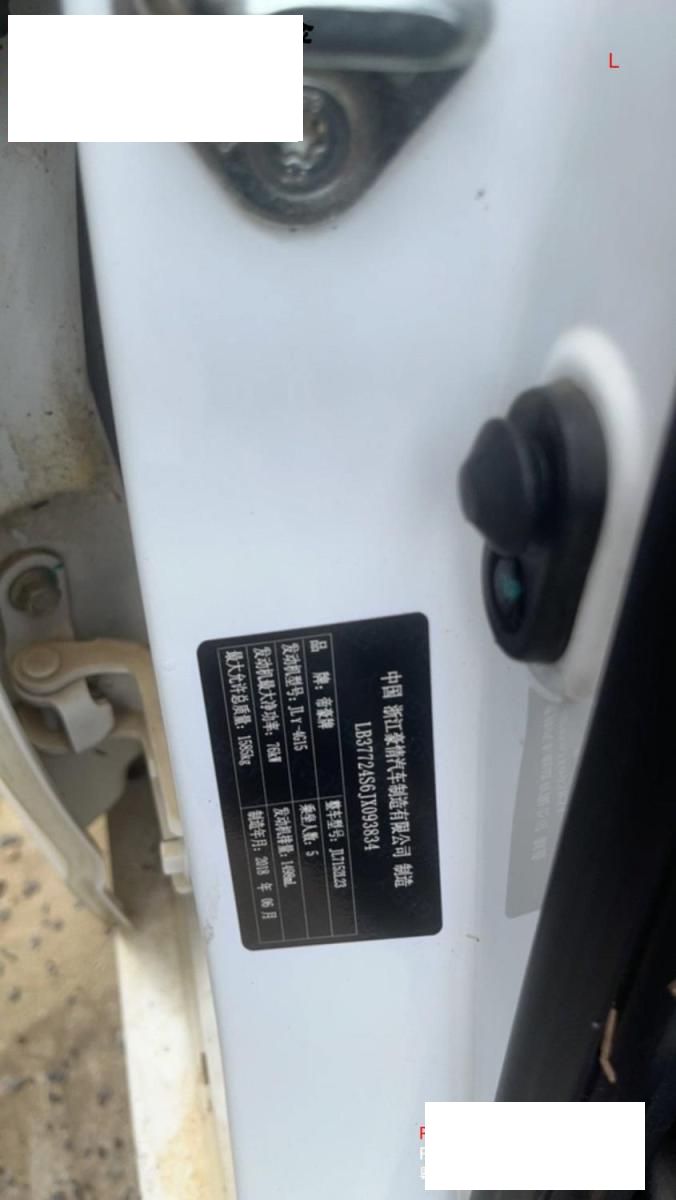 中国 浙江豪情汽车制造有限公司 制造
LB37724S6JX093834
品 牌：帝豪牌 整车型号：JL7152L23
发动机型号：JLγ-4G15 乘坐人数：5
发动机最大净功率：76kW 发动机排量：1498mL
最大允许总质量：1585kg 制造年月：2018 年 06 月
L